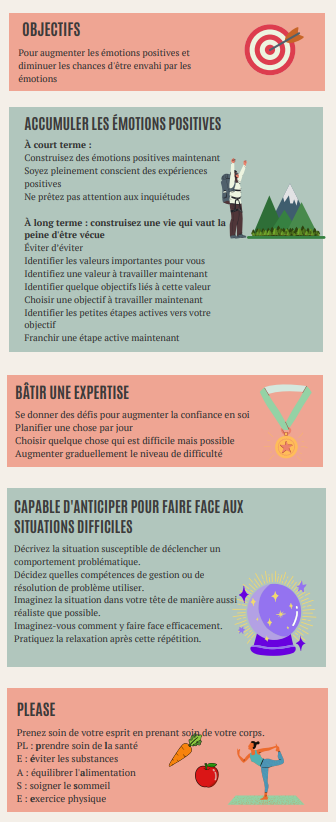 OBJECTIFS
Pour augmenter les émotions positives et
diminuer les chances d'être envahi par les
émotions
ACCUMULER LES ÉMOTIONS POSITIVES
À court terme :
Construisez des émotions positives maintenant
Soyez pleinement conscient des expériences
positives
Ne prêtez pas attention aux inquiétudes
À long terme : construisez une vie qui vaut la
peine d'être vécue
Éviter d'éviter
Identifier les valeurs importantes pour vous
Identifiez une valeur à travailler maintenant
Identifier quelque objectifs liés à cette valeur
Choisir une objectif à travailler maintenant
Identifier les petites étapes actives vers votre
objectif
Franchir une étape active maintenant
BÂTIR UNE EXPERTISE
Se donner des défis pour augmenter la confiance en soi
Planifier une chose par jour
Choisir quelque chose qui est difficile mais possible
Augmenter graduellement le niveau de difficulté
CAPABLE D'ANTICIPER POUR FAIRE FACE AUX
SITUATIONS DIFFICILES
Décrivez la situation susceptible de déclencher un
comportement problématique.
Décidez quelles compétences de gestion ou de
résolution de problème utiliser.
Imaginez la situation dans votre tête de manière aussi
réaliste que possible.
Imaginez-vous comment y faire face efficacement.
Pratiquez la relaxation après cette répétition.
PLEASE
Prenez soin de votre esprit en prenant soin de votre corps.
PL : prendre soin de la santé
E : éviter les substances
A : équilibrer l'alimentation
S : soigner le sommeil
E : exercice physique